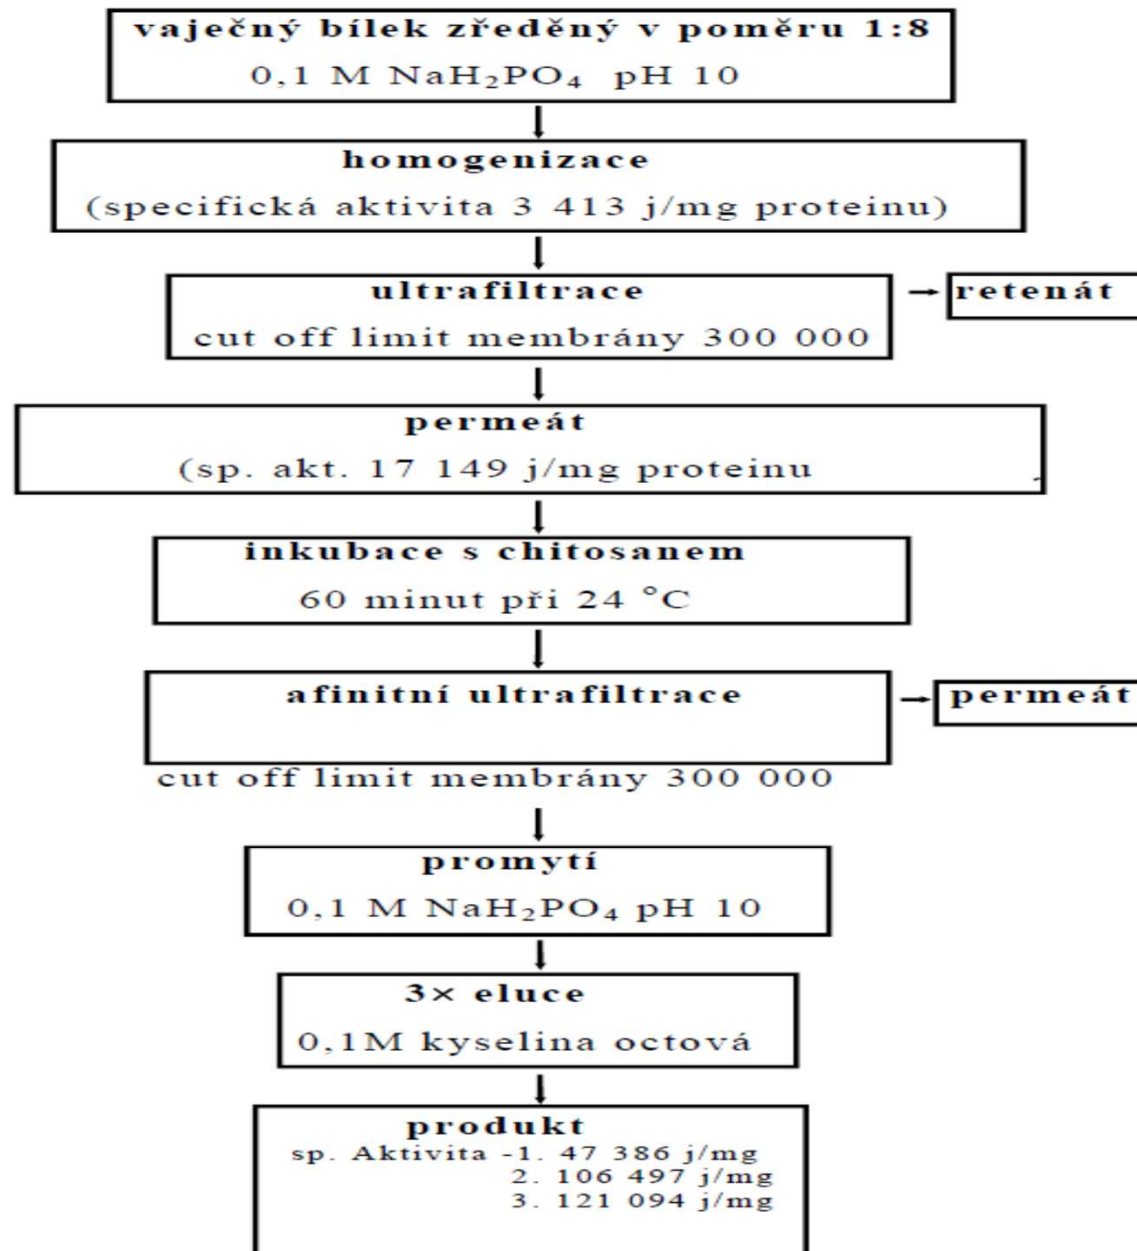 vaječný bílek zředěný v poměru 1:8
0,1 M NaH₂PO₄ pH 10
homogenizace
(specifická aktivita 3 413 j/mg proteinu)
ultrafiltrace
retenát
cut off limit membrány 300 000
permeát
(sp. akt. 17 149 j/mg proteinu
inkubace s chitosanem
60 minut při 24 °C
afinitní ultrafiltrace
permeát
cut off limit membrány 300 000
promytí
0,1 M NaH₂PO₄ pH 10
3× eluce
0,1M kyselina octová
produkt
sp. Aktivita -1. 47 386 j/mg
2. 106 497 j/mg
3. 121 094 j/mg